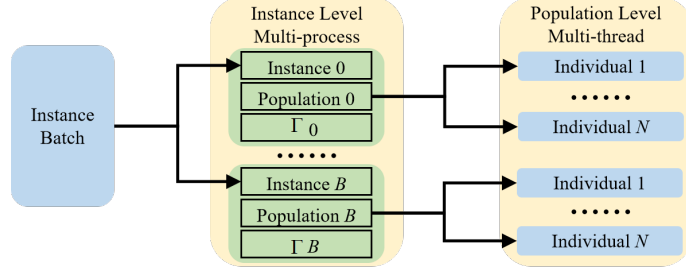 Instance Batch
Instance Level
Multi-process
Instance 0
Population 0
Γ 0
......
Instance B
Population B
Γ B
Population Level
Multi-thread
Individual 1
......
Individual N
Individual 1
......
Individual N